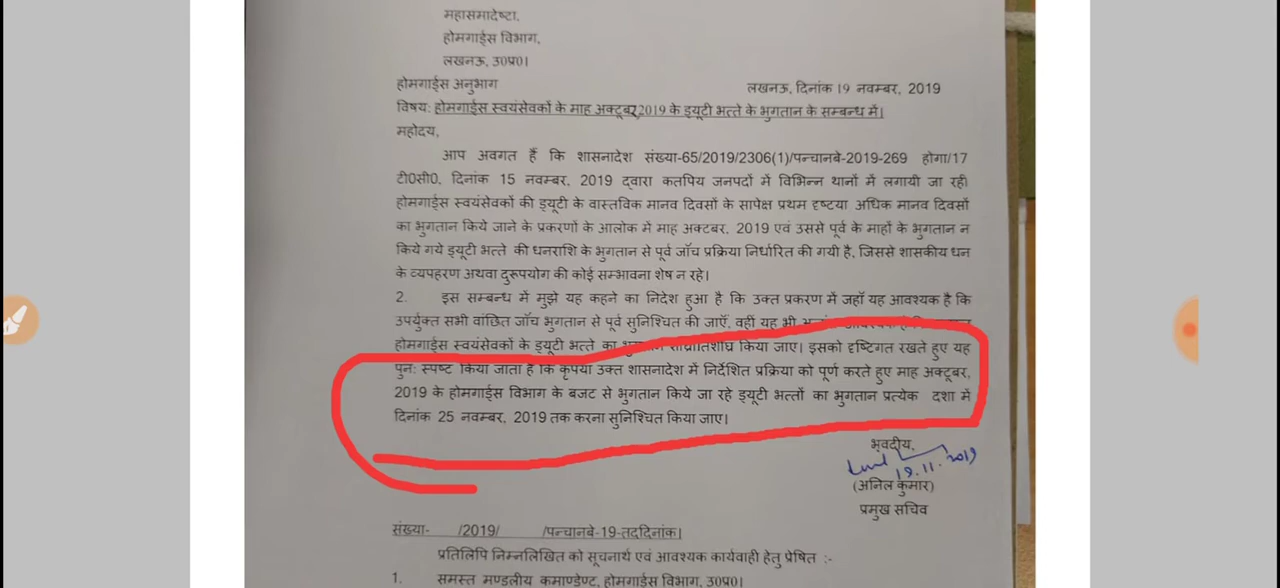 महासमादेष्टा,
होमगार्ड्स विभाग,
लखनऊ, उ0प्र0।
होमगार्ड्स अनुभाग लखनऊ, दिनांक 19 नवम्बर, 2019
विषय: होमगार्ड्स स्वयंसेवकों के माह अक्टूबर,2019 के ड्यूटी भत्ते के भुगतान के सम्बन्ध में।
महोदय,
आप अवगत हैं कि शासनादेश संख्या-65/2019/2306(1)/पन्चानबे-2019-269 होगा/17
टी0सी0, दिनांक 15 नवम्बर, 2019 द्वारा कतपिय जनपदों में विभिन्न थानों में लगायी जा रही
होमगार्ड्स स्वयंसेवकों की ड्यूटी के वास्तविक मानव दिवसों के सापेक्ष प्रथम दृष्टया अधिक मानव दिवसों
का भुगतान किये जाने के प्रकरणों के आलोक में माह अक्टबर, 2019 एवं उससे पूर्व के माहों के भुगतान न
किये गये ड्यूटी भत्ते की धनराशि के भुगतान से पूर्व जाँच प्रक्रिया निर्धारित की गयी है, जिससे शासकीय धन
के व्यपहरण अथवा दुरूपयोग की कोई सम्भावना शेष न रहे।
2. इस सम्बन्ध में मुझे यह कहने का निदेश हुआ है कि उक्त प्रकरण में जहाँ यह आवश्यक है कि
उपर्युक्त सभी वांछित जाँच भुगतान से पूर्व सुनिश्चित की जाएँ, वहीं यह भी
होमगार्ड्स स्वयंसेवकों के ड्यूटी भत्ते का किया जाए। इसको दृष्टिगत रखते हुए यह
पुन: स्पष्ट किया जाता है कि कृपया उक्त शासनादेश में निर्देशित प्रक्रिया को पूर्ण करते हुए माह अक्टूबर,
2019 के होमगार्ड्स विभाग के बजट से भुगतान किये जा रहे ड्यूटी भत्तों का भुगतान प्रत्येक दशा में
दिनांक 25 नवम्बर, 2019 तक करना सुनिश्चित किया जाए।
भवदीय,
19.11.2019
(अनिल कुमार)
प्रमुख सचिव
संख्या- /2019/ /पन्चानबे-19-तद्दिनांक।
प्रतिलिपि निम्नलिखित को सूचनार्थ एवं आवश्यक कार्यवाही हेतु प्रेषित :-
1. समस्त मण्डलीय कमाण्डेण्ट, होमगार्ड्स विभाग, उ0प्र0।